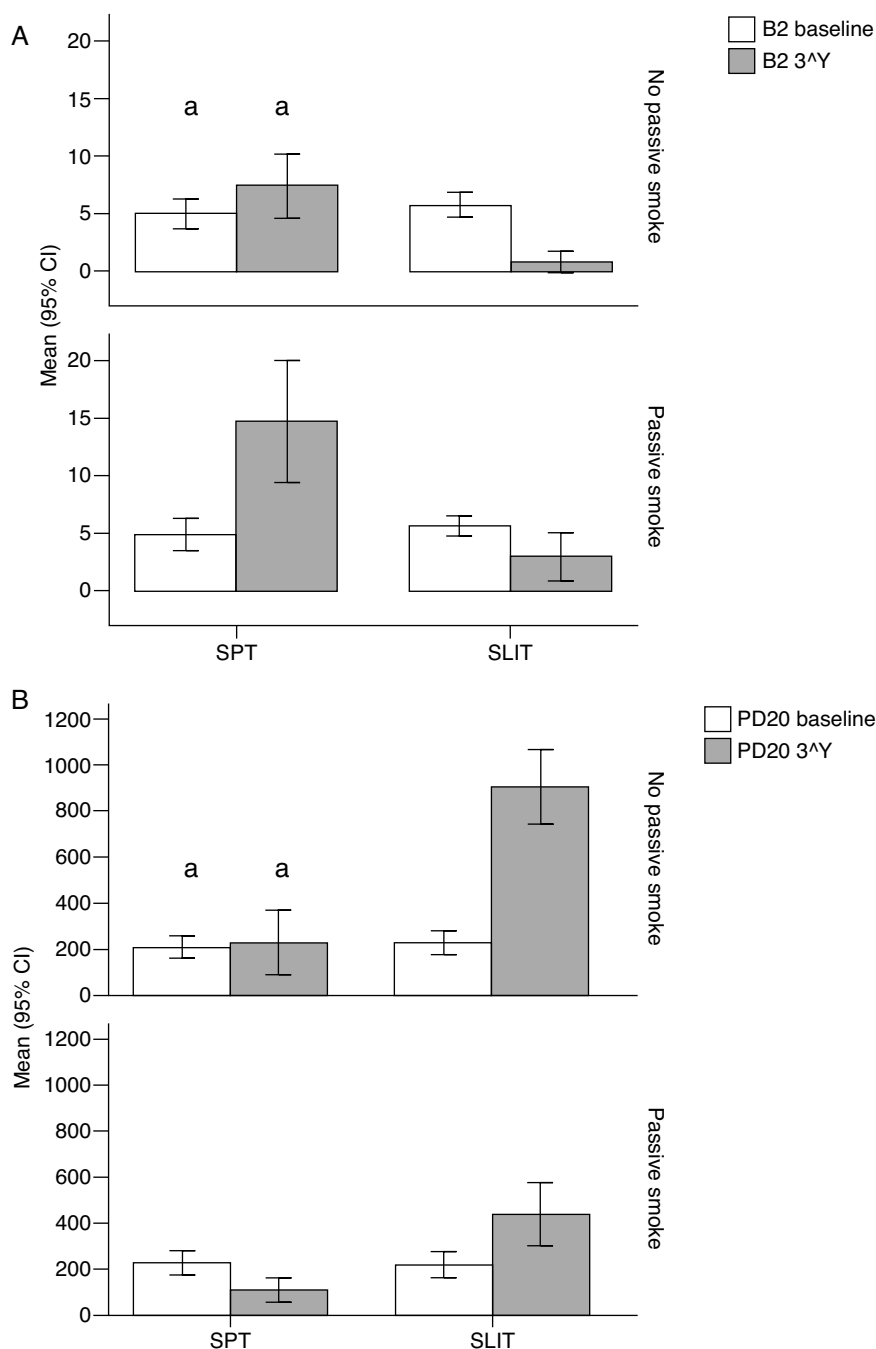 A
B2 baseline
B2 3^Y
Mean (95% CI)
20
15
10
5
0
a a
No passive smoke
20
15
10
5
0
Passive smoke
SPT SLIT
B
PD20 baseline
PD20 3^Y
Mean (95% CI)
1200
1000
800
600
400
200
0
a a
No passive smoke
1200
1000
800
600
400
200
0
Passive smoke
SPT SLIT